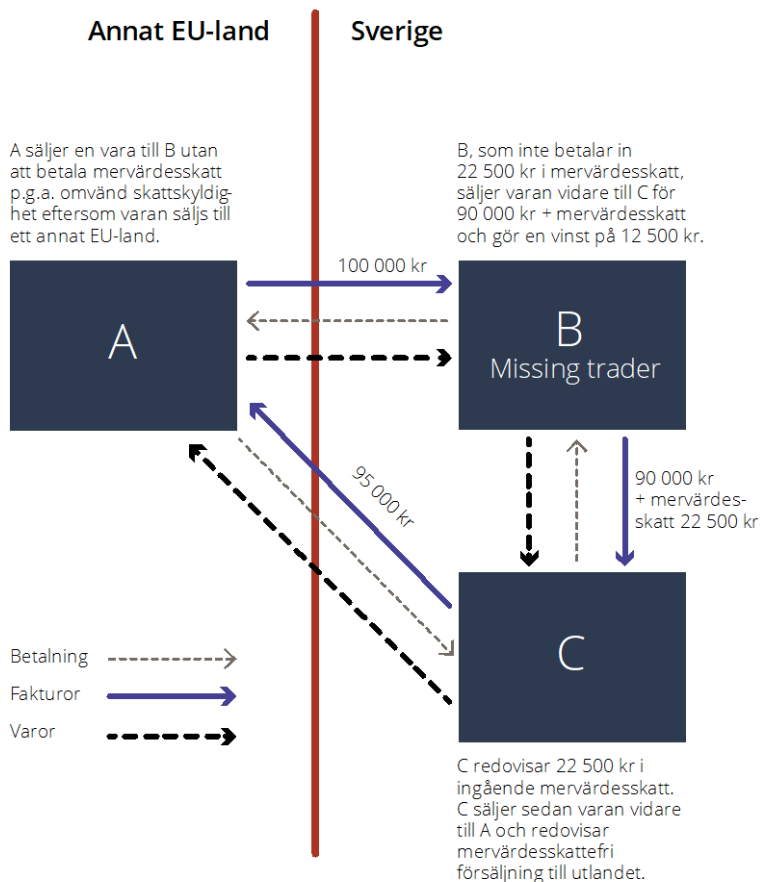 Annat EU-land
Sverige
A säljer en vara till B utan
att betala mervärdesskatt
p.g.a. omvänd skattskyldig-
het eftersom varan säljs till
ett annat EU-land.
B, som inte betalar in
22 500 kr i mervärdesskatt,
säljer varan vidare till C för
90 000 kr + mervärdesskatt
och gör en vinst på 12 500 kr.
100 000 kr
A
B
Missing trader
95 000 kr
90 000 kr
+ mervärdes-
skatt 22 500 kr
C
Betalning
Fakturor
Varor
C redovisar 22 500 kr i
ingående mervärdesskatt.
C säljer sedan varan vidare
till A och redovisar
mervärdesskattefri
försäljning till utlandet.